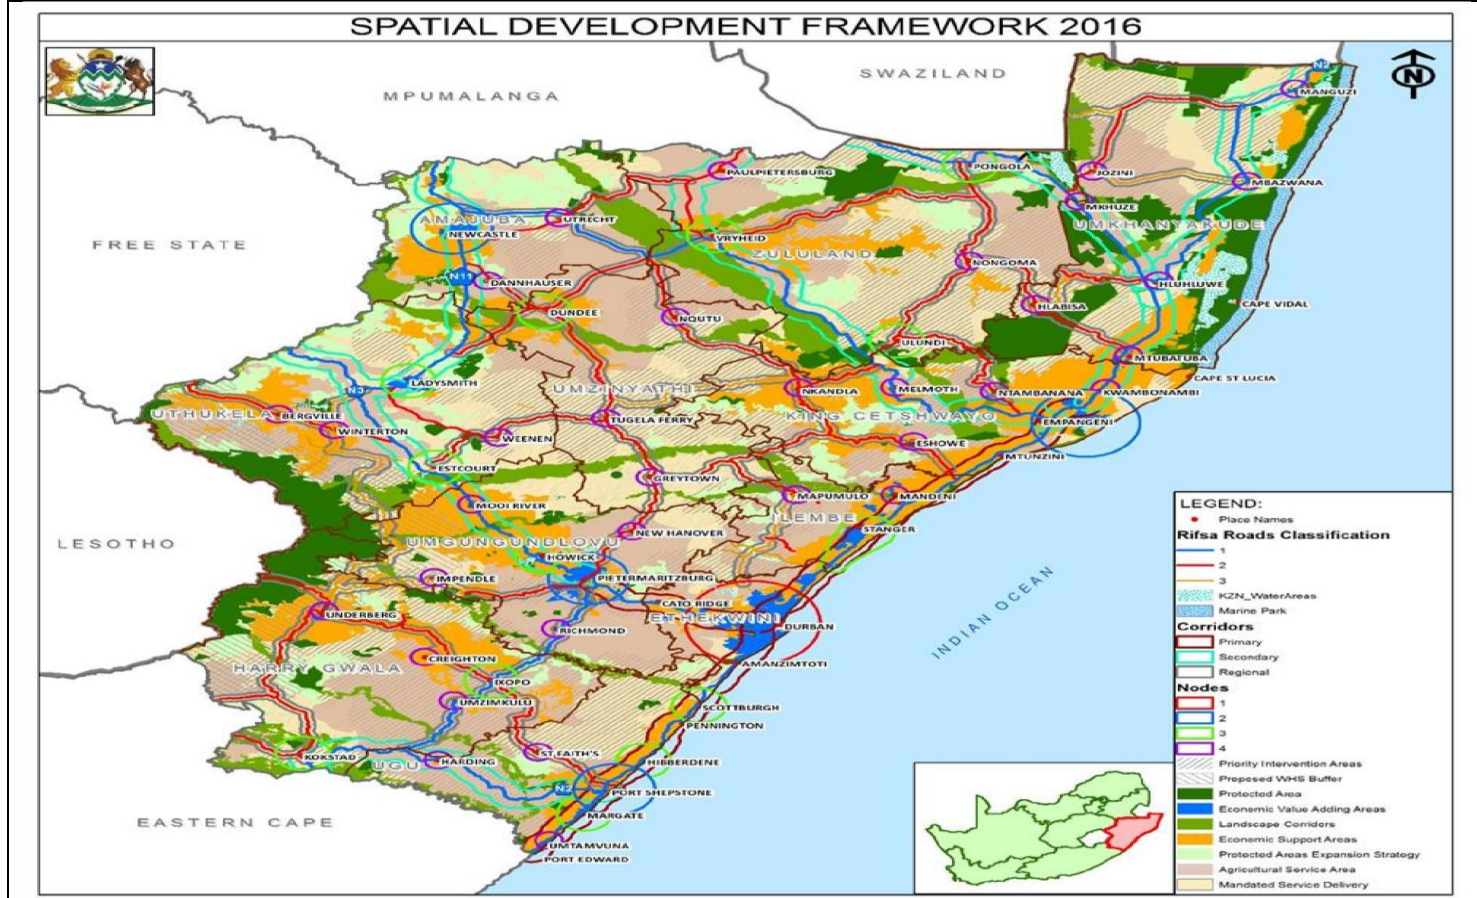 SPATIAL DEVELOPMENT FRAMEWORK 2016
SWAZILAND
MPUMALANGA
N
N2
MANGUZI
PAULPIETERSBURG
PONGOLA
JOZINI
MBAZWANA
MKHUZE
AMAJUBA
UTRECHT
UMKHANYAKUDE
NEWCASTLE
VRYHEID
FREE STATE
ZULULAND
NONGOMA
N11
DANNHAUSER
HLUHLUWE
HLABISA
CAPE VIDAL
DUNDEE
NQUTU
ULUNDI
MTUBATUBA
CAPE ST LUCIA
LADYSMITH
N3
UMZINYATHI
NKANDLA
MELMOTH
NTAMBANANA
KWAMBONAMBI
UTHUKELA
BERGVILLE
KING CETSHWAYO
TUGELA FERRY
EMPANGENI
WINTERTON
WEENEN
ESHOWE
MTUNZINI
ESTCOURT
GREYTOWN
MAPUMULO
MANDENI
MOOI RIVER
ILEMBE
STANGER
NEW HANOVER
UMGUNGUNDLOVU
LESOTHO
HOWICK
IMPENDLE
PIETERMARITZBURG
CATO RIDGE
ETHEKWINI
UNDERBERG
DURBAN
RICHMOND
INDIAN OCEAN
CREIGHTON
AMANZIMTOTI
HARRY GWALA
IXOPO
UMZIMKULU
SCOTTBURGH
PENNINGTON
ST FAITH'S
KOKSTAD
UGU
HARDING
HIBBERDENE
N2
PORT SHEPSTONE
MARGATE
EASTERN CAPE
UMTAMVUNA
PORT EDWARD
LEGEND:
Place Names
Rifsa Roads Classification
1
2
3
KZN_WaterAreas
Marine Park
Corridors
Primary
Secondary
Regional
Nodes
1
2
3
4
Priority Intervention Areas
Proposed WHS Buffer
Protected Area
Economic Value Adding Areas
Landscape Corridors
Economic Support Areas
Protected Areas Expansion Strategy
Agricultural Service Area
Mandated Service Delivery